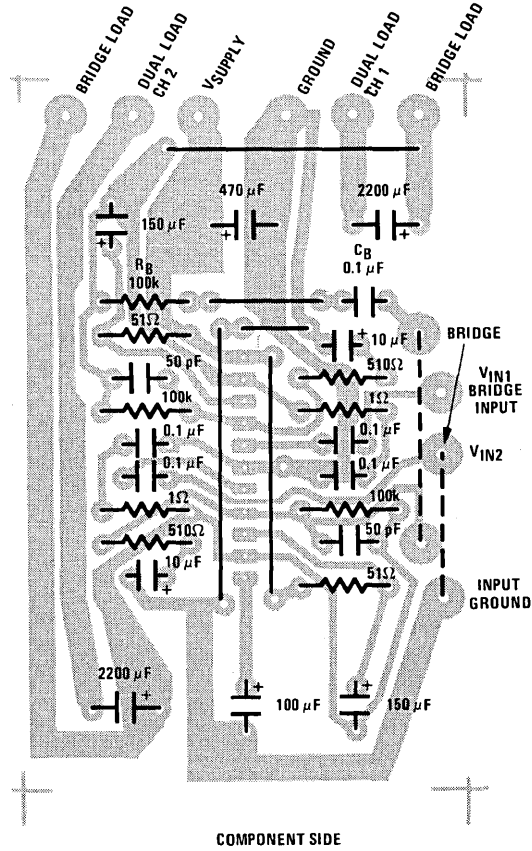 BRIDGE LOAD
DUAL LOAD
CH 2
VSUPPLY
GROUND
DUAL LOAD
CH 1
BRIDGE LOAD
150 µF
+
470 µF
+
2200 µF
+
RB
100k
CB
0.1 µF
51Ω
+
10 µF
BRIDGE
50 pF
510Ω
VIN1
BRIDGE
INPUT
100k
1Ω
0.1 µF
0.1 µF
VIN2
0.1 µF
0.1 µF
1Ω
100k
510Ω
50 pF
10 µF
+
51Ω
INPUT
GROUND
2200 µF
+
+
100 µF
+
150 µF
COMPONENT SIDE